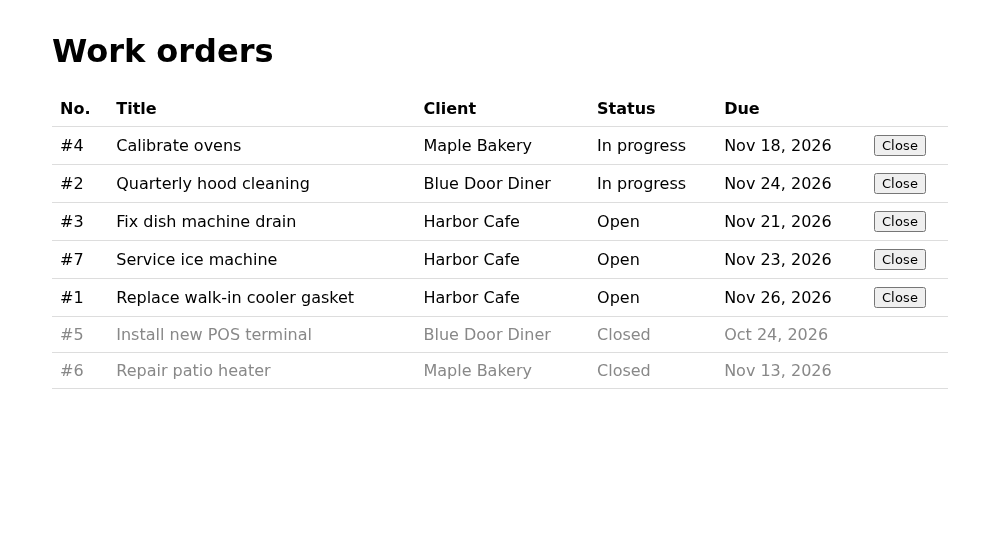 Work orders
No. Title Client Status Due
#4 Calibrate ovens Maple Bakery In progress Nov 18, 2026 Close
#2 Quarterly hood cleaning Blue Door Diner In progress Nov 24, 2026 Close
#3 Fix dish machine drain Harbor Cafe Open Nov 21, 2026 Close
#7 Service ice machine Harbor Cafe Open Nov 23, 2026 Close
#1 Replace walk-in cooler gasket Harbor Cafe Open Nov 26, 2026 Close
#5 Install new POS terminal Blue Door Diner Closed Oct 24, 2026
#6 Repair patio heater Maple Bakery Closed Nov 13, 2026